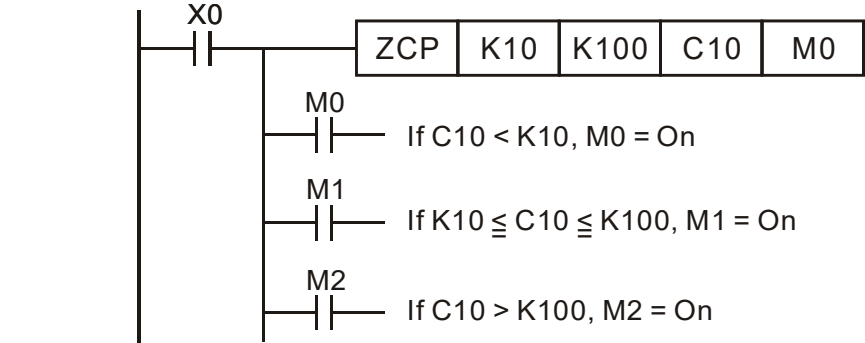 X0
ZCP K10 K100 C10 M0
M0
If C10 < K10, M0 = On
M1
If K10 ≦ C10 ≦ K100, M1 = On
M2
If C10 > K100, M2 = On